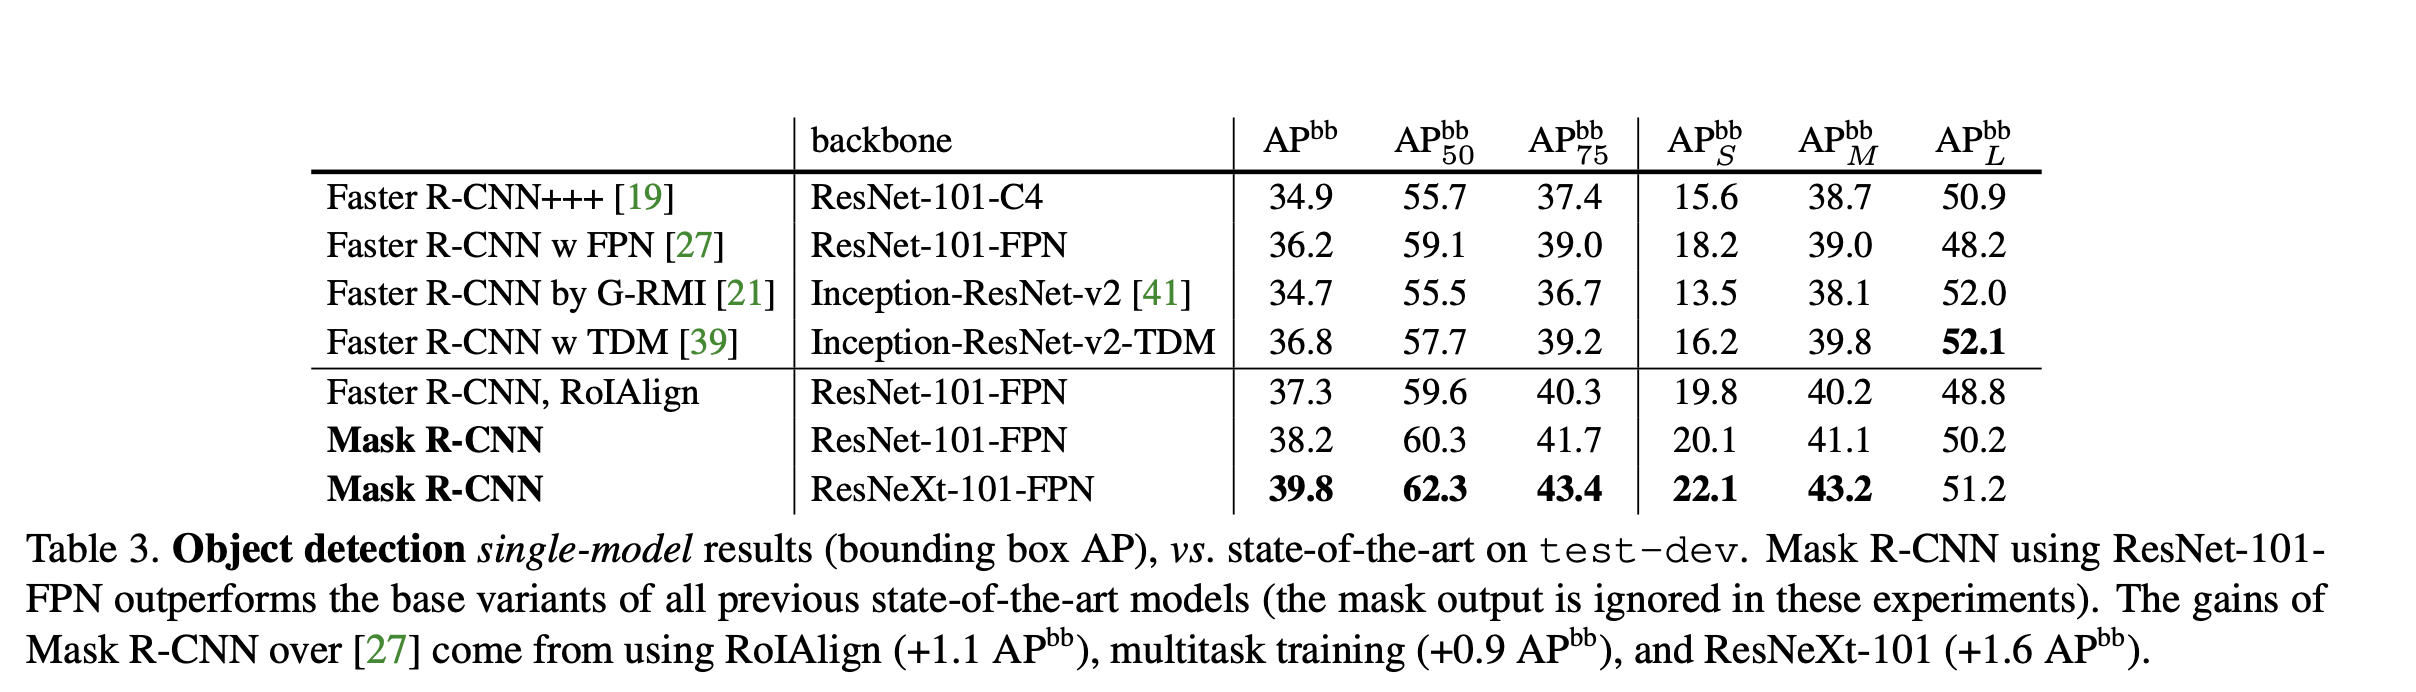 backbone AP^bb AP^bb_50 AP^bb_75 AP^bb_S AP^bb_M AP^bb_L
Faster R-CNN+++ [19] ResNet-101-C4 34.9 55.7 37.4 15.6 38.7 50.9
Faster R-CNN w FPN [27] ResNet-101-FPN 36.2 59.1 39.0 18.2 39.0 48.2
Faster R-CNN by G-RMI [21] Inception-ResNet-v2 [41] 34.7 55.5 36.7 13.5 38.1 52.0
Faster R-CNN w TDM [39] Inception-ResNet-v2-TDM 36.8 57.7 39.2 16.2 39.8 52.1
Faster R-CNN, RoIAlign ResNet-101-FPN 37.3 59.6 40.3 19.8 40.2 48.8
Mask R-CNN ResNet-101-FPN 38.2 60.3 41.7 20.1 41.1 50.2
Mask R-CNN ResNeXt-101-FPN 39.8 62.3 43.4 22.1 43.2 51.2
Table 3. Object detection single-model results (bounding box AP), vs. state-of-the-art on test-dev. Mask R-CNN using ResNet-101-
FPN outperforms the base variants of all previous state-of-the-art models (the mask output is ignored in these experiments). The gains of
Mask R-CNN over [27] come from using RoIAlign (+1.1 AP^bb), multitask training (+0.9 AP^bb), and ResNeXt-101 (+1.6 AP^bb).